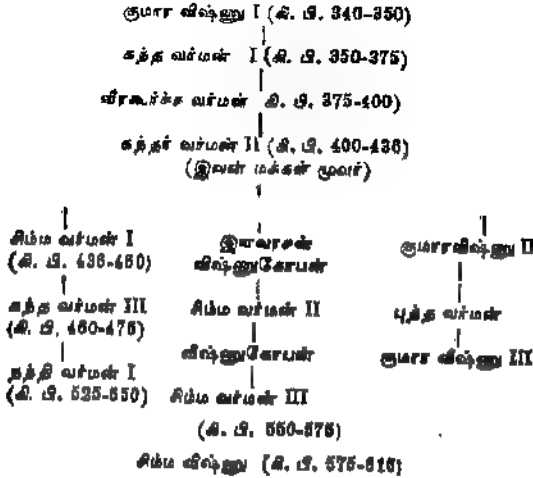 குமார விஷ்ணு I (கி. பி. 340-350)
கந்த வர்மன் I (கி. பி. 350-375)
வீரகூர்ச்ச வர்மன் கி. பி. 375-400)
கந்தர் வர்மன் II (கி. பி. 400-436)
(இவன் மக்கள் மூவர்)
சிம்ம வர்மன் I
(கி. பி. 436-460)
கந்த வர்மன் III
(கி. பி. 460-475)
நந்தி வர்மன் I
(கி. பி. 525-550)
இளவரசன்
விஷ்ணுகோபன்
சிம்ம வர்மன் II
விஷ்ணுகோபன்
சிம்ம வர்மன் III
(கி. பி. 550-575)
குமாரவிஷ்ணு II
புத்த வர்மன்
குமார விஷ்ணு III
சிம்ம விஷ்ணு (கி. பி. 575-615)